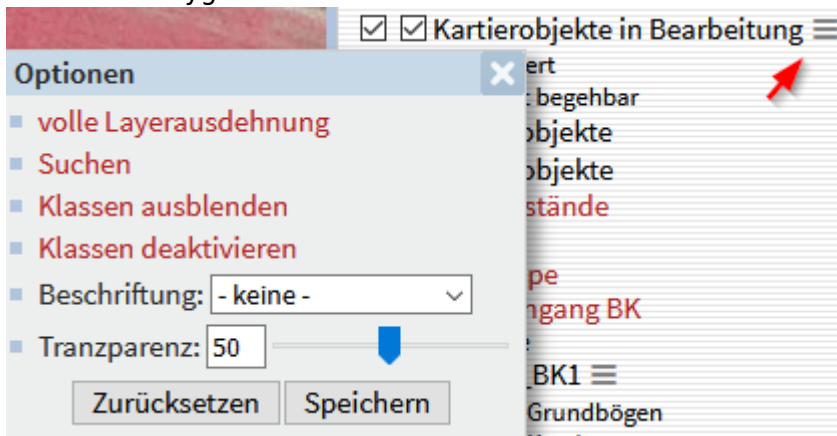 Kartierobjekte in Bearbeitung
Optionen
volle Layerausdehnung
Suchen
Klassen ausblenden
Klassen deaktivieren
Beschriftung: - keine -
Tranzparenz: 50
Zurücksetzen Speichern
ert
begehbar
objekte
objekte
stände
pe
ngang BK
_BK1
Grundbögen